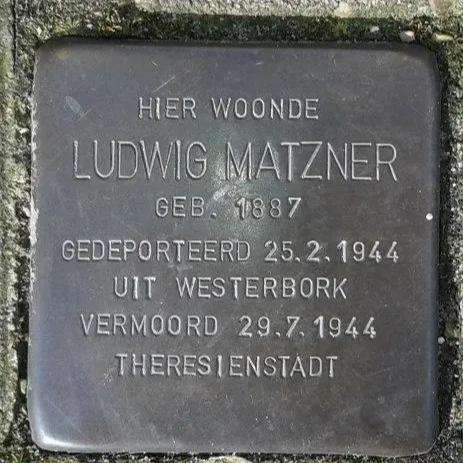 HIER WOONDE
LUDWIG MATZNER
GEB. 1887
GEDEPORTEERD 25.2.1944
UIT WESTERBORK
VERMOORD 29.7.1944
THERESIENSTADT